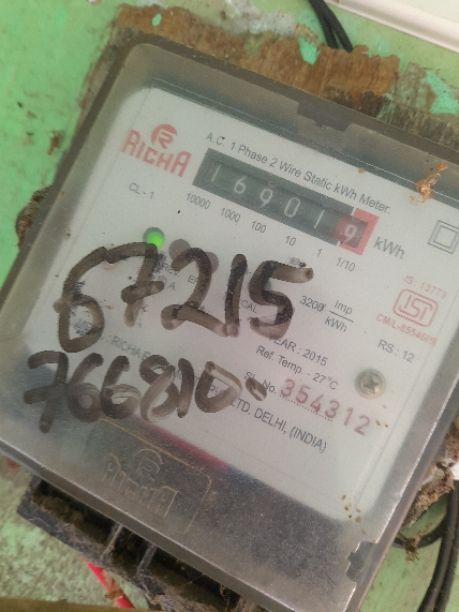 RICHA
A.C. 1 Phase 2 Wire Static kWh Meter
169019 kWh
CL-1 10000 1000 100 10 1 1/10
3200 Imp/kWh
IS: 13779
ISI
67215
YEAR : 2015
RS : 12
Ref. Temp. - 27°C
766810-
Sl. No. 354312
LTD, DELHI, (INDIA)
RICHA